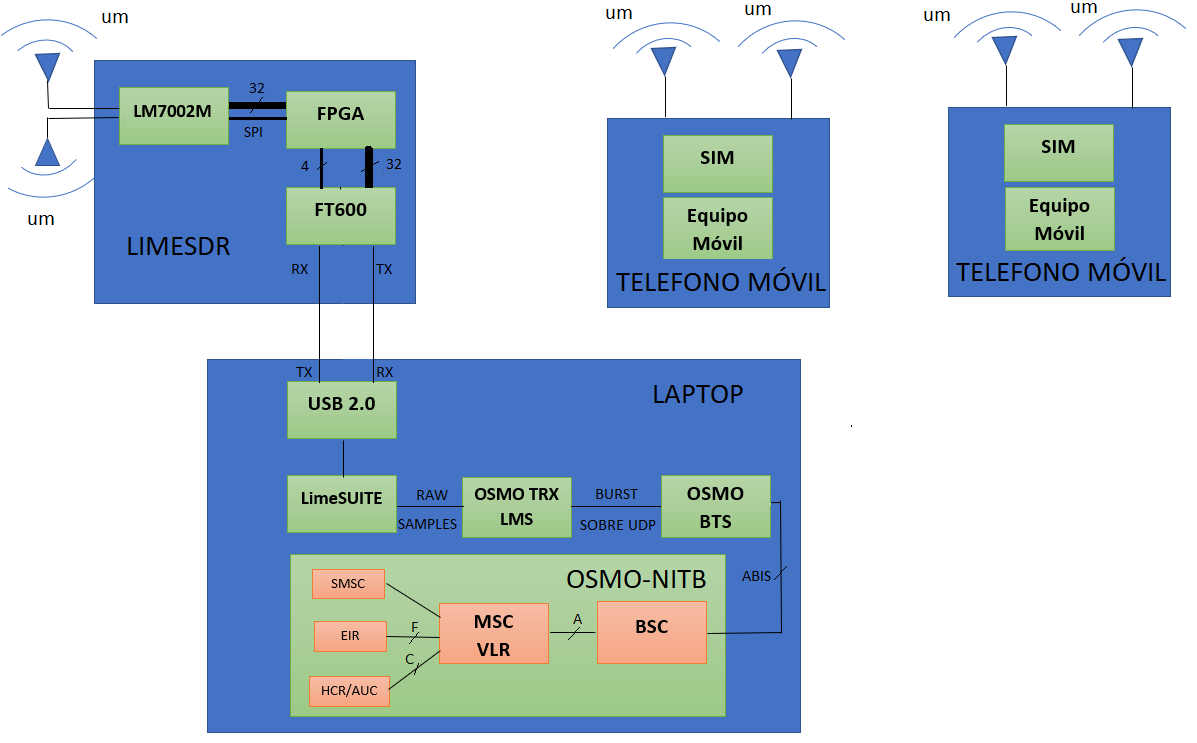 um
um
LM7002M
32
SPI
FPGA
4
32
FT600
LIMESDR
RX
TX
um
um
SIM
Equipo
Móvil
TELEFONO MÓVIL
um
um
SIM
Equipo
Móvil
TELEFONO MÓVIL
TX
RX
USB 2.0
LAPTOP
LimeSUITE
RAW
SAMPLES
OSMO TRX
LMS
BURST
SOBRE UDP
OSMO
BTS
ABIS
OSMO-NITB
SMSC
EIR
HCR/AUC
F
C
MSC
VLR
A
BSC